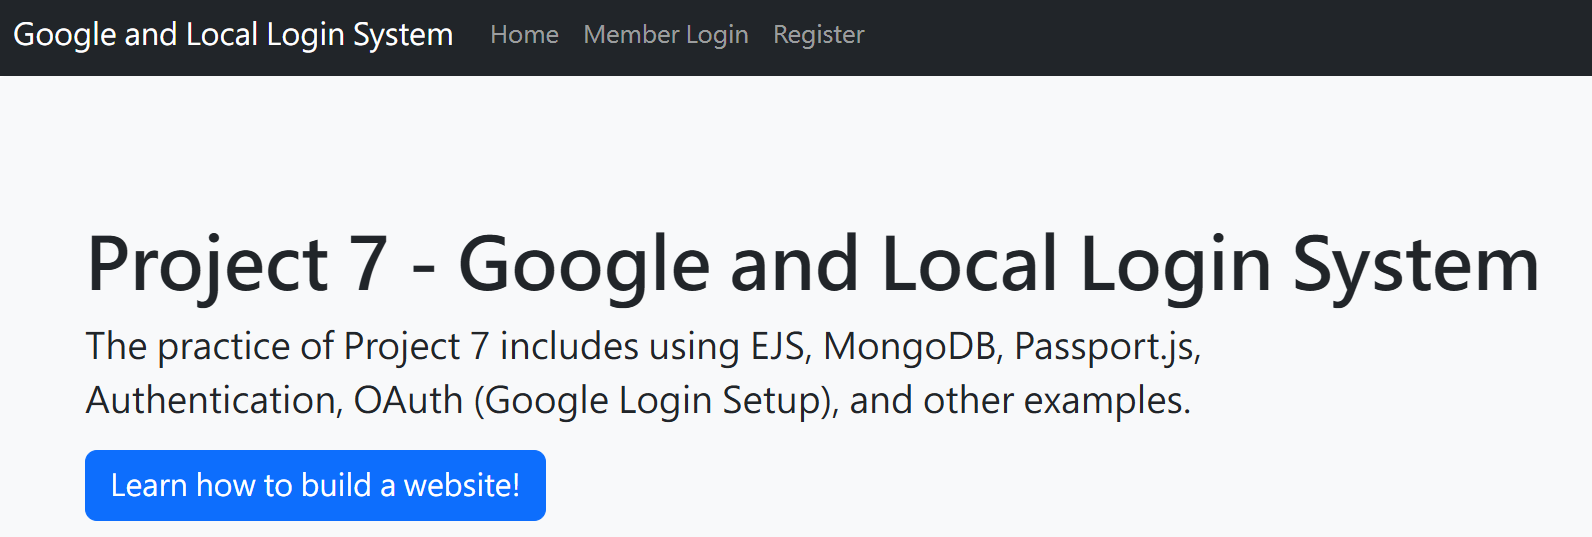 Google and Local Login System Home Member Login Register
Project 7 - Google and Local Login System
The practice of Project 7 includes using EJS, MongoDB, Passport.js,
Authentication, OAuth (Google Login Setup), and other examples.
Learn how to build a website!